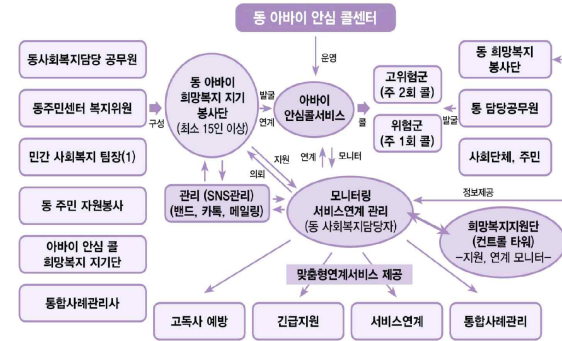 동 아바이 안심 콜센터
운영
동사회복지담당 공무원
동주민센터 복지위원
민간 사회복지 팀장(1)
동 주민 자원봉사
아바이 안심 콜
희망복지 지기단
통합사례관리사
구성
동 아바이
희망복지 지기
봉사단
(최소 15인 이상)
발굴
연계
아바이
안심콜서비스
콜
고위험군
(주 2회 콜)
위험군
(주 1회 콜)
발굴
동 희망복지
봉사단
통 담당공무원
사회단체, 주민
지원
의뢰
연계
모니터
관리 (SNS관리)
(밴드, 카톡, 메일링)
모니터링
서비스연계 관리
(동 사회복지담당자)
정보제공
희망복지지원단
(컨트롤 타워)
-지원, 연계 모니터-
맞춤형연계서비스 제공
고독사 예방
긴급지원
서비스연계
통합사례관리